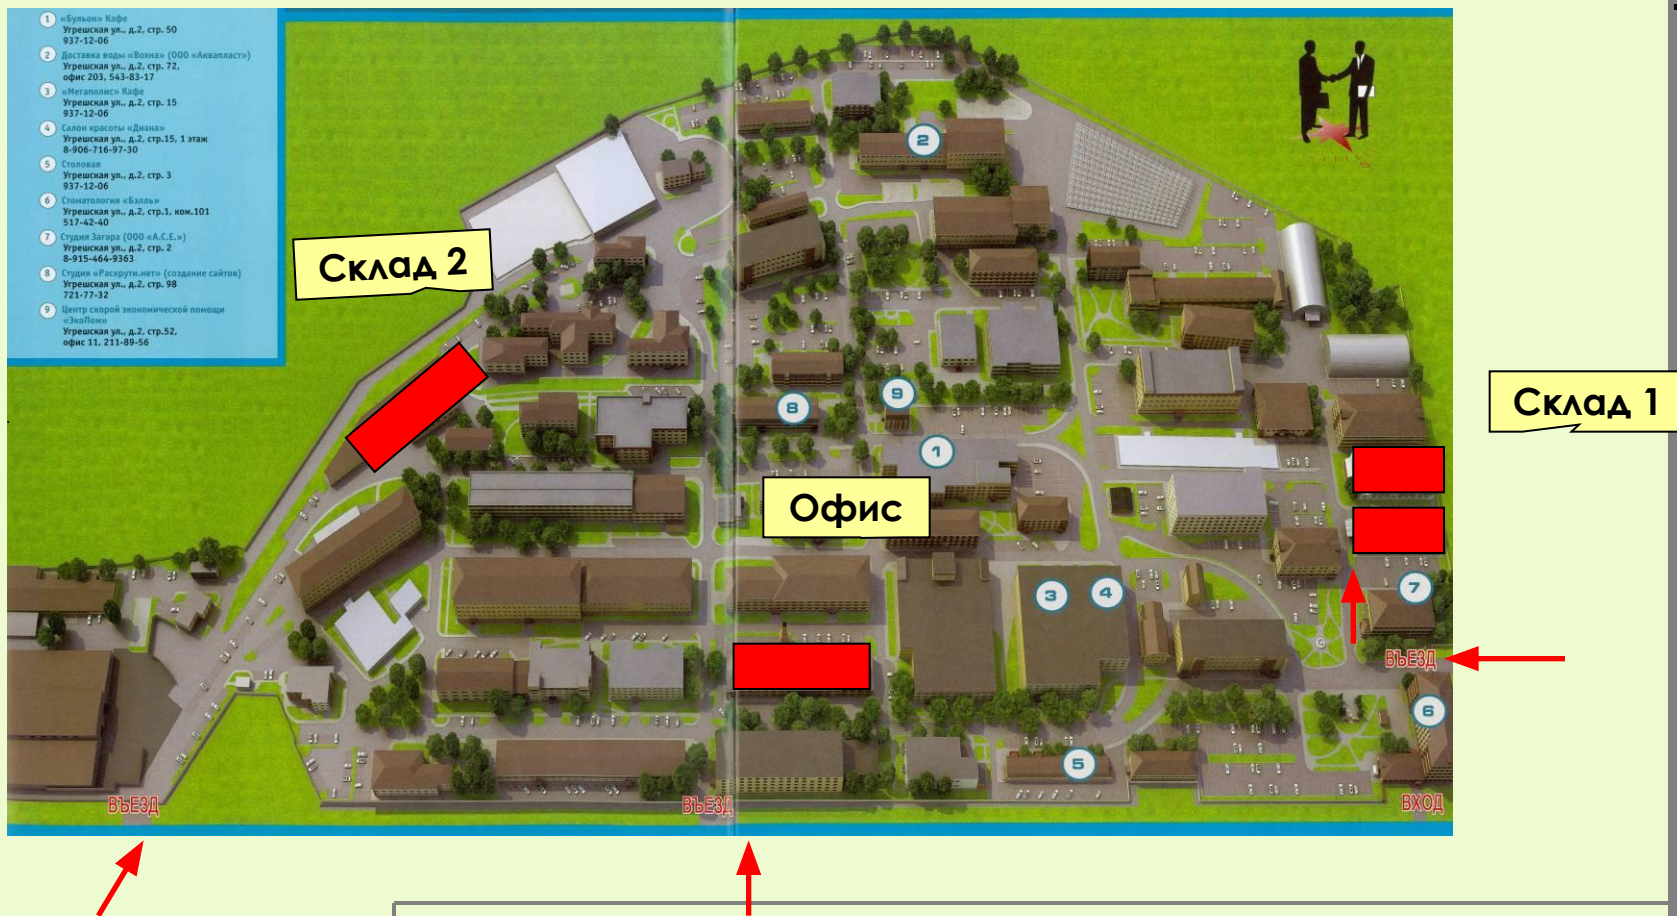 1 «Бульон» Кафе
Угрешская ул., д.2, стр. 50
937-12-06
2 Доставка воды «Вохна» (ООО «Аквапласт»)
Угрешская ул., д.2, стр. 72,
офис 203, 543-83-17
3 «Мегаполис» Кафе
Угрешская ул., д.2, стр. 15
937-12-06
4 Салон красоты «Диана»
Угрешская ул., д.2, стр.15, 1 этаж
8-906-716-97-30
5 Столовая
Угрешская ул., д.2, стр. 3
937-12-06
6 Стоматология «Бэлль»
Угрешская ул., д.2, стр.1, ком.101
517-42-40
7 Студия Загара (ООО «А.С.Е.»)
Угрешская ул., д.2, стр. 2
8-915-464-9363
8 Студия «Раскрути.нет» (создание сайтов)
Угрешская ул., д.2, стр. 98
721-77-32
9 Центр скорой экономической помощи
«ЭкоПом»
Угрешская ул., д.2, стр.52,
офис 11, 211-89-56
2
Склад 2
8
9
Склад 1
1
Офис
3
4
7
ВЪЕЗД
6
5
ВЪЕЗД
ВЪЕЗД
ВХОД